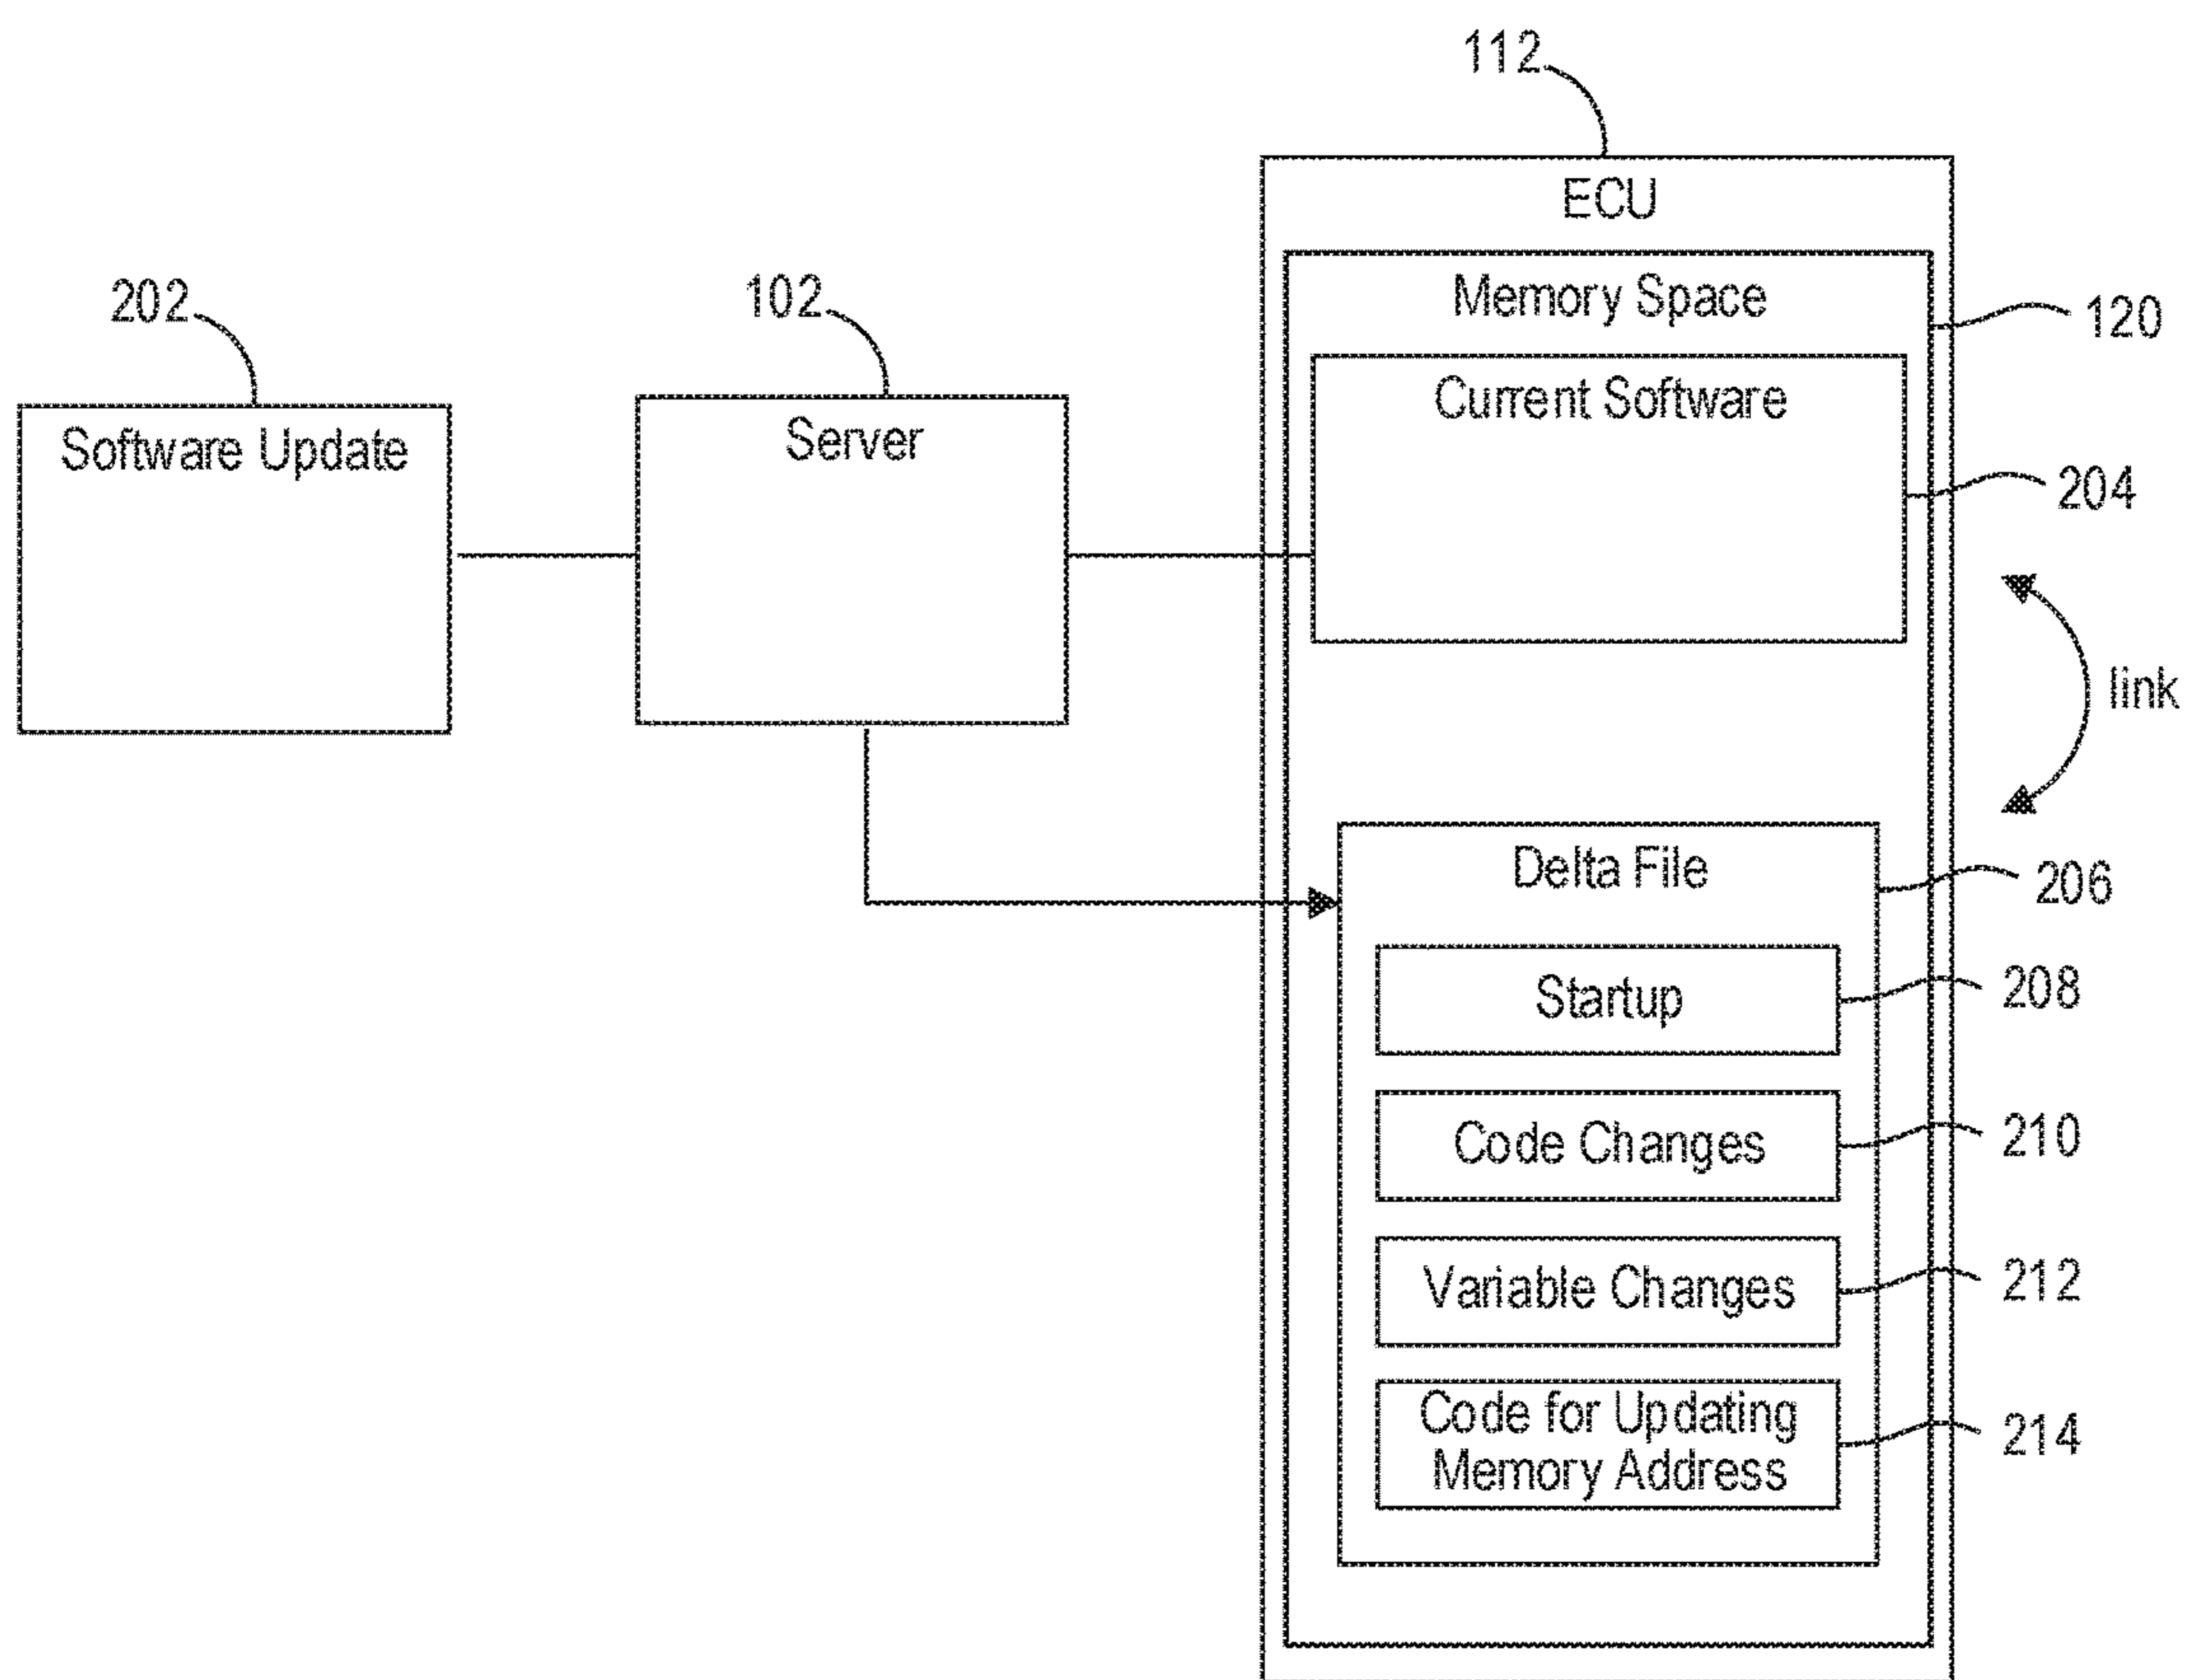 112
ECU
202
102
Memory Space
120
Software Update
Server
Current Software
204
link
Delta File
206
Startup
208
Code Changes
210
Variable Changes
212
Code for Updating
Memory Address
214